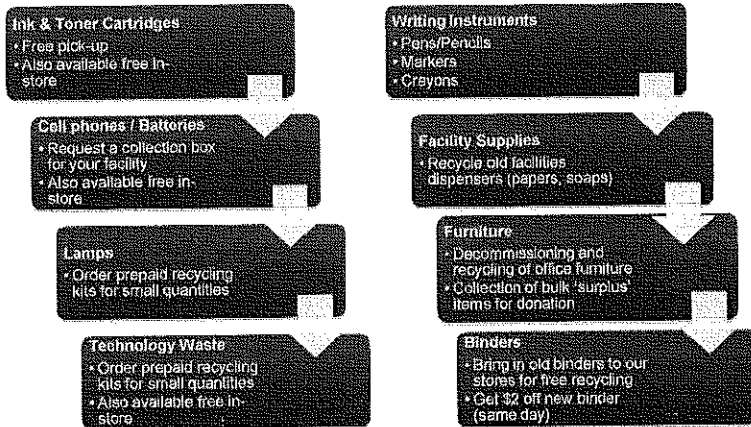 Ink & Toner Cartridges
• Free pick-up
• Also available free in-
store
Cell phones / Batteries
• Request a collection box
for your facility
• Also available free in-
store
Lamps
• Order prepaid recycling
kits for small quantities
Technology Waste
• Order prepaid recycling
kits for small quantities
• Also available free in-
store
Writing Instruments
• Pens/Pencils
• Markers
• Crayons
Facility Supplies
• Recycle old facilities
dispensers (papers, soaps)
Furniture
• Decommissioning and
recycling of office furniture
• Collection of bulk 'surplus'
items for donation
Binders
• Bring in old binders to our
stores for free recycling
• Get $2 off new binder
(same day)